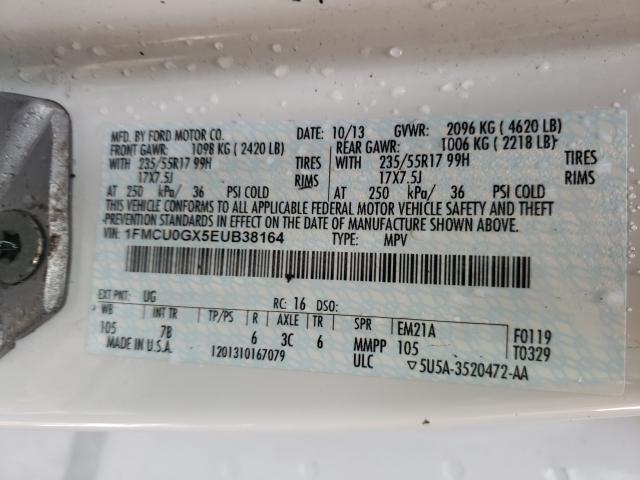 MFD. BY FORD MOTOR CO. DATE: 10/13 GVWR: 2096 KG ( 4620 LB)
FRONT GAWR: 1098 KG ( 2420 LB) REAR GAWR: 1006 KG ( 2218 LB)
WITH 235/55R17 99H TIRES WITH 235/55R17 99H TIRES
17X7.5J RIMS 17X7.5J RIMS
AT 250 kPa/ 36 PSI COLD AT 250 kPa/ 36 PSI COLD
THIS VEHICLE CONFORMS TO ALL APPLICABLE FEDERAL MOTOR VEHICLE SAFETY AND THEFT
PREVENTION STANDARDS IN EFFECT ON THE DATE OF MANUFACTURE SHOWN ABOVE.
VIN: 1FMCU0GX5EUB38164 TYPE: MPV
EXT PNT: UG RC: 16 DSO:
WB INT TR R AXLE TR SPR EM21A F0119
105 7B 6 3C 6 MMPP 105 T0329
MADE IN U.S.A. 1201310167079 ULC ▽5U5A-3520472-AA